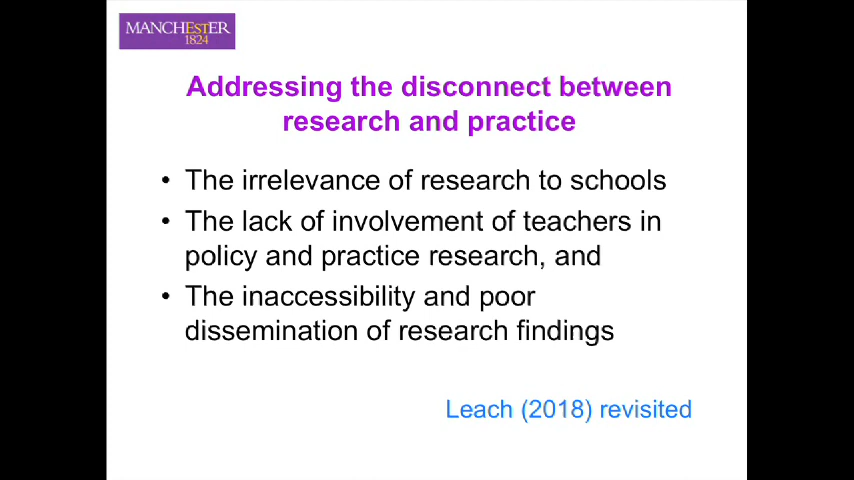 MANCHESTER
1824
Addressing the disconnect between
research and practice
• The irrelevance of research to schools
• The lack of involvement of teachers in
policy and practice research, and
• The inaccessibility and poor
dissemination of research findings
Leach (2018) revisited